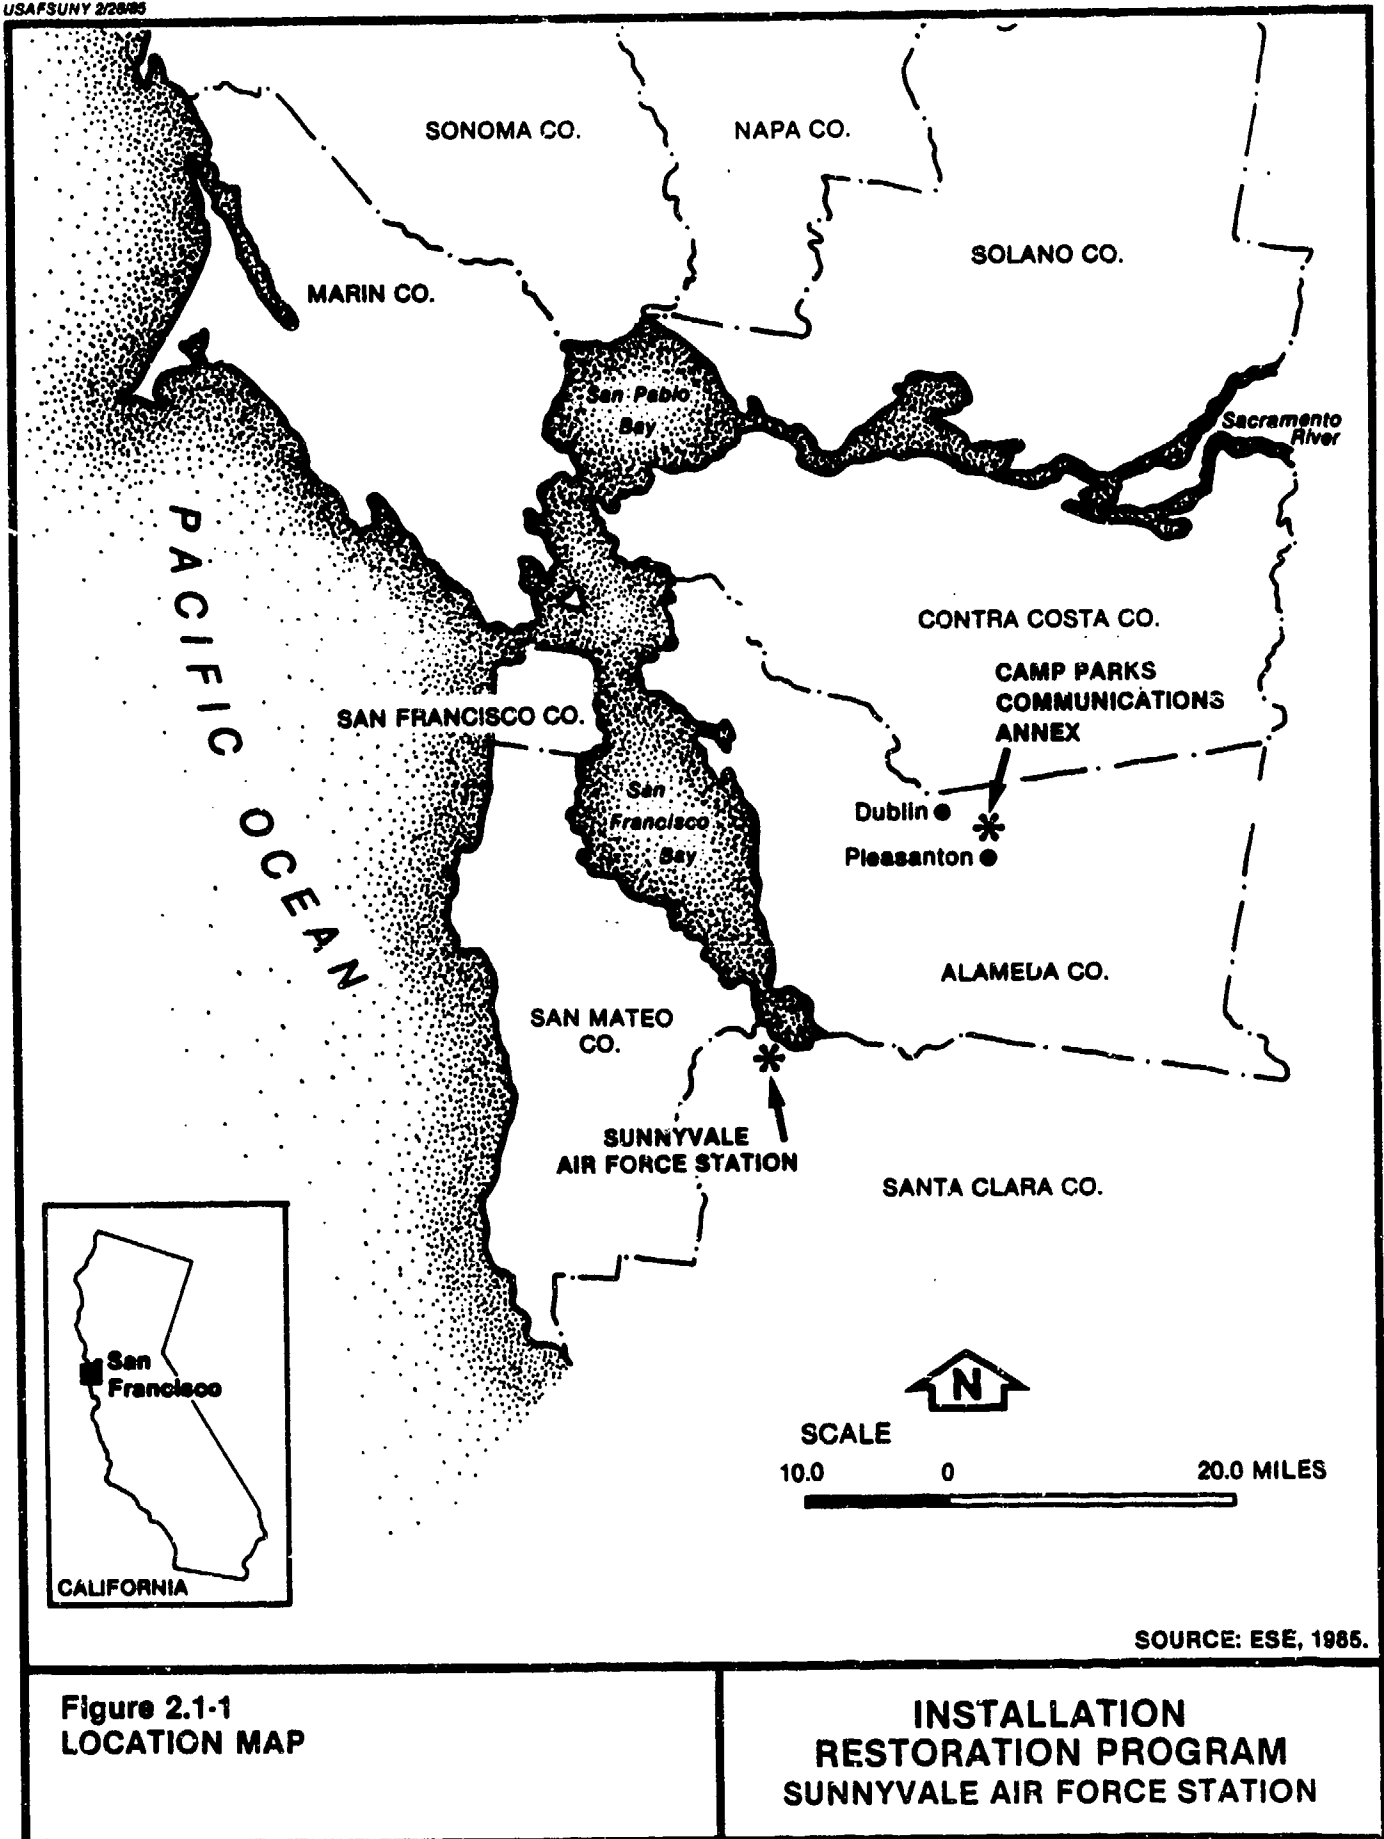 USAFSUNY 2/26/85
SONOMA CO.
NAPA CO.
SOLANO CO.
MARIN CO.
San Pablo
Bay
Sacramento
River
PACIFIC OCEAN
CONTRA COSTA CO.
CAMP PARKS
COMMUNICATIONS
ANNEX
SAN FRANCISCO CO.
San
Francisco
Bay
Dublin
Pleasanton
ALAMEDA CO.
SAN MATEO
CO.
SUNNYVALE
AIR FORCE STATION
SANTA CLARA CO.
San
Francisco
CALIFORNIA
N
SCALE
10.0 0 20.0 MILES
SOURCE: ESE, 1985.
Figure 2.1-1
LOCATION MAP
INSTALLATION
RESTORATION PROGRAM
SUNNYVALE AIR FORCE STATION